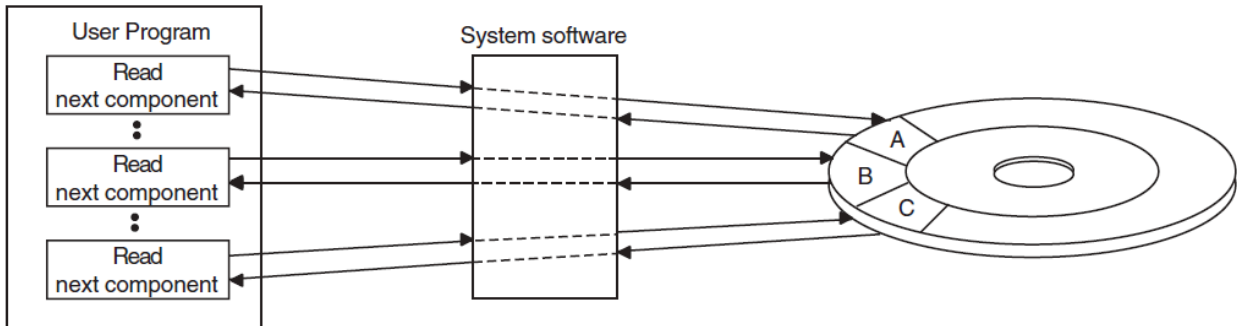 User Program
System software
Read
next component
A
Read
next component
B
C
Read
next component